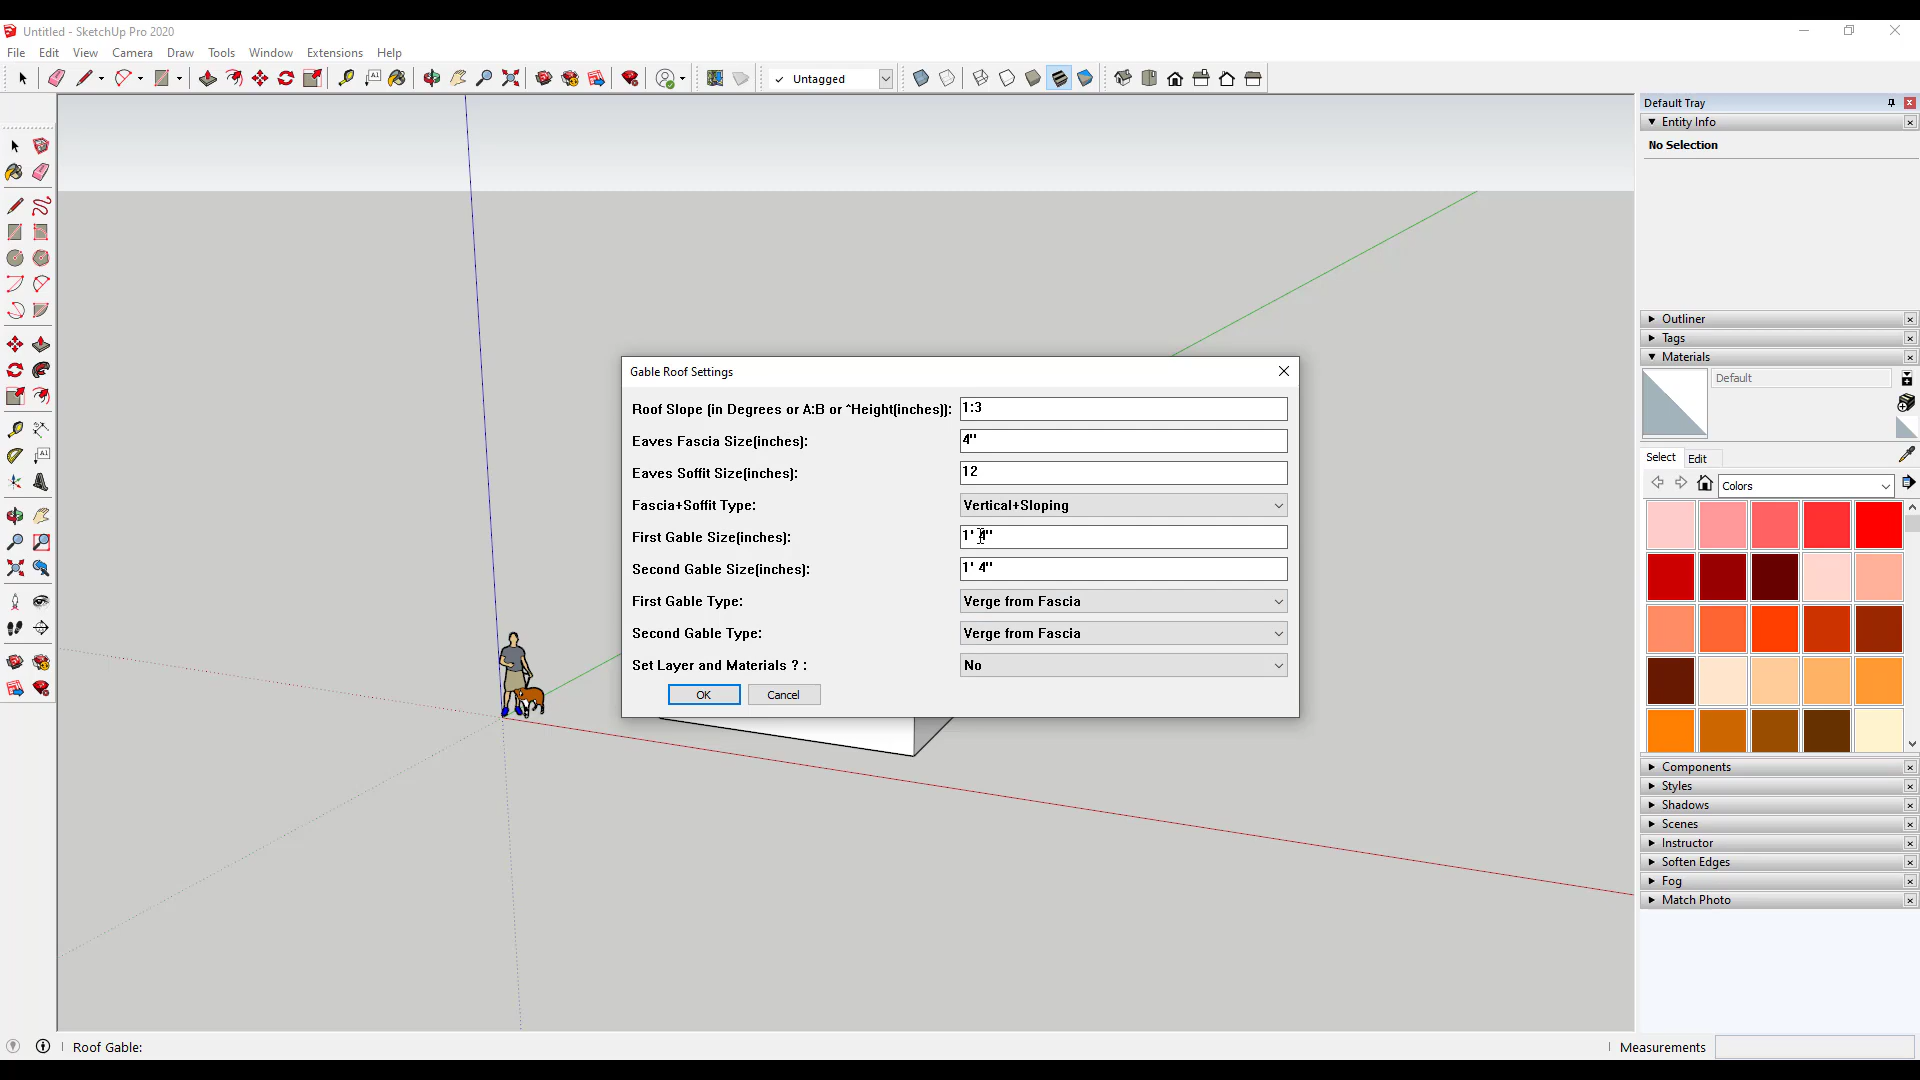 Untitled - SketchUp Pro 2020
File Edit View Camera Draw Tools Window Extensions Help
Untagged
Default Tray
Entity Info
No Selection
Outliner
Tags
Materials
Default
Select Edit
Colors
Gable Roof Settings
Roof Slope (in Degrees or A:B or ^Height(inches)): 1:3
Eaves Fascia Size(inches): 4"
Eaves Soffit Size(inches): 12
Fascia+Soffit Type: Vertical+Sloping
First Gable Size(inches): 1' 4"
Second Gable Size(inches): 1' 4"
First Gable Type: Verge from Fascia
Second Gable Type: Verge from Fascia
Set Layer and Materials ? : No
OK Cancel
Components
Styles
Shadows
Scenes
Instructor
Soften Edges
Fog
Match Photo
Roof Gable:
Measurements